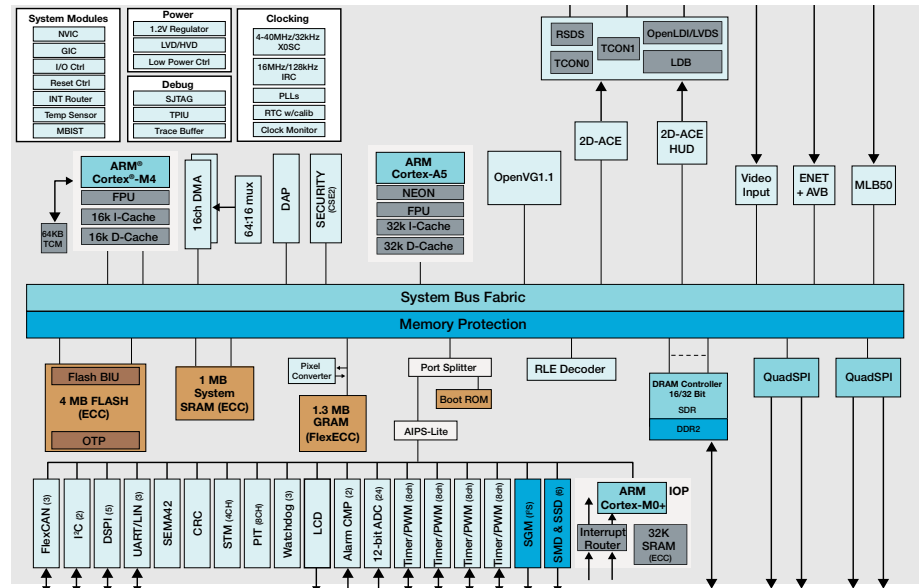 System Modules
NVIC
GIC
I/O Ctrl
Reset Ctrl
INT Router
Temp Sensor
MBIST
Power
1.2V Regulator
LVD/HVD
Low Power Ctrl
Debug
SJTAG
TPIU
Trace Buffer
Clocking
4-40MHz/32kHz
X0SC
16MHz/128kHz
IRC
PLLs
RTC w/calib
Clock Monitor
RSDS
TCON0
TCON1
OpenLDI/LVDS
LDB
ARM®
Cortex®-M4
FPU
16k I-Cache
16k D-Cache
64KB
TCM
16ch DMA
64:16 mux
DAP
SECURITY
(CSE2)
ARM
Cortex-A5
NEON
FPU
32k I-Cache
32k D-Cache
OpenVG1.1
2D-ACE
2D-ACE
HUD
Video
Input
ENET
+ AVB
MLB50
System Bus Fabric
Memory Protection
Flash BIU
4 MB FLASH
(ECC)
OTP
1 MB
System
SRAM (ECC)
Pixel
Converter
1.3 MB
GRAM
(FlexECC)
Port Splitter
Boot ROM
AIPS-Lite
RLE Decoder
DRAM Controller
16/32 Bit
SDR
DDR2
QuadSPI
QuadSPI
FlexCAN (3)
I²C (2)
DSPI (5)
UART/LIN (3)
SEMA42
CRC
STM (4CH)
PIT (8CH)
Watchdog (3)
LCD
Alarm CMP (2)
12-bit ADC (24)
Timer/PWM (8ch)
Timer/PWM (8ch)
Timer/PWM (8ch)
Timer/PWM (8ch)
SGM (I²S)
SMD & SSD (6)
ARM
Cortex-M0+
IOP
Interrupt
Router
32K
SRAM
(ECC)